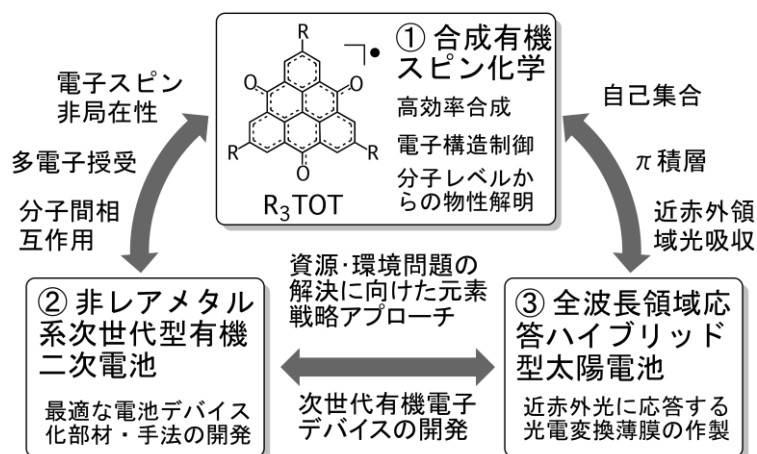 R
O
O
R
R
O
•
R₃TOT
① 合成有機
スピン化学
高効率合成
電子構造制御
分子レベルか
らの物性解明
電子スピン
非局在性
多電子授受
分子間相
互作用
自己集合
π積層
近赤外領
域光吸収
② 非レアメタル
系次世代型有機
二次電池
最適な電池デバイス
化部材・手法の開発
資源·環境問題の
解決に向けた元素
戦略アプローチ
次世代有機電子
デバイスの開発
③ 全波長領域応
答ハイブリッド
型太陽電池
近赤外光に応答する
光電変換薄膜の作製